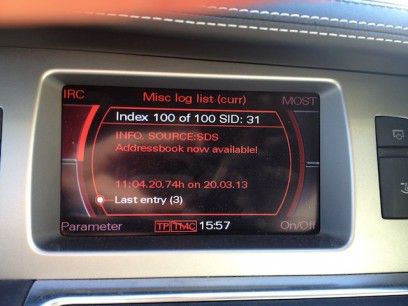 IRC Misc log list (curr) MOST
Index 100 of 100 SID: 31
INFO. SOURCE:SDS
Addressbook now available!
11:04.20.74h on 20.03.13
Last entry (3)
Parameter TP TMC 15:57 On/Off